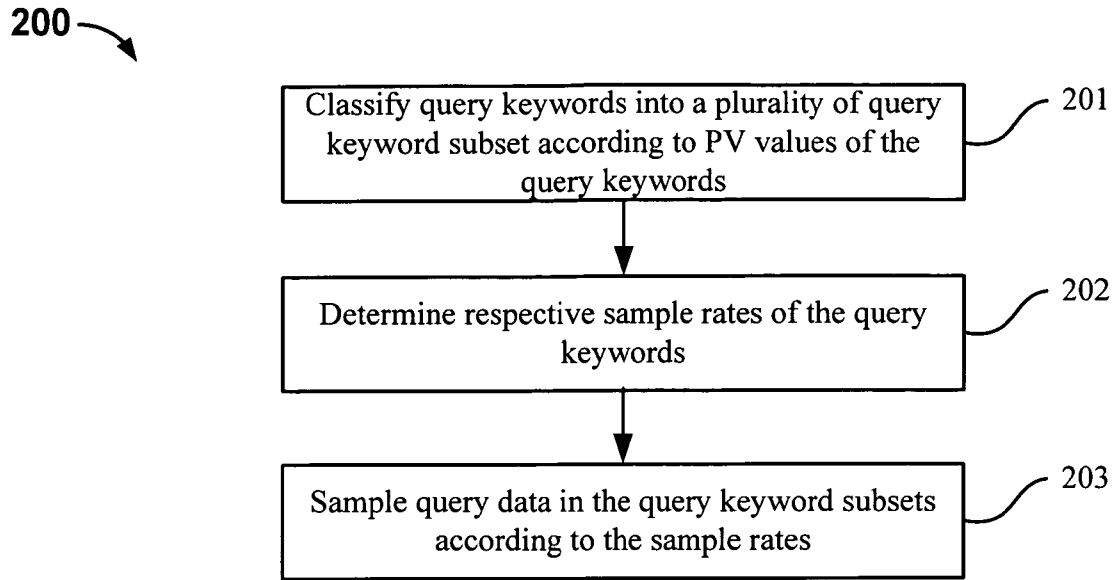 200
Classify query keywords into a plurality of query
keyword subset according to PV values of the
query keywords
201
Determine respective sample rates of the query
keywords
202
Sample query data in the query keyword subsets
according to the sample rates
203